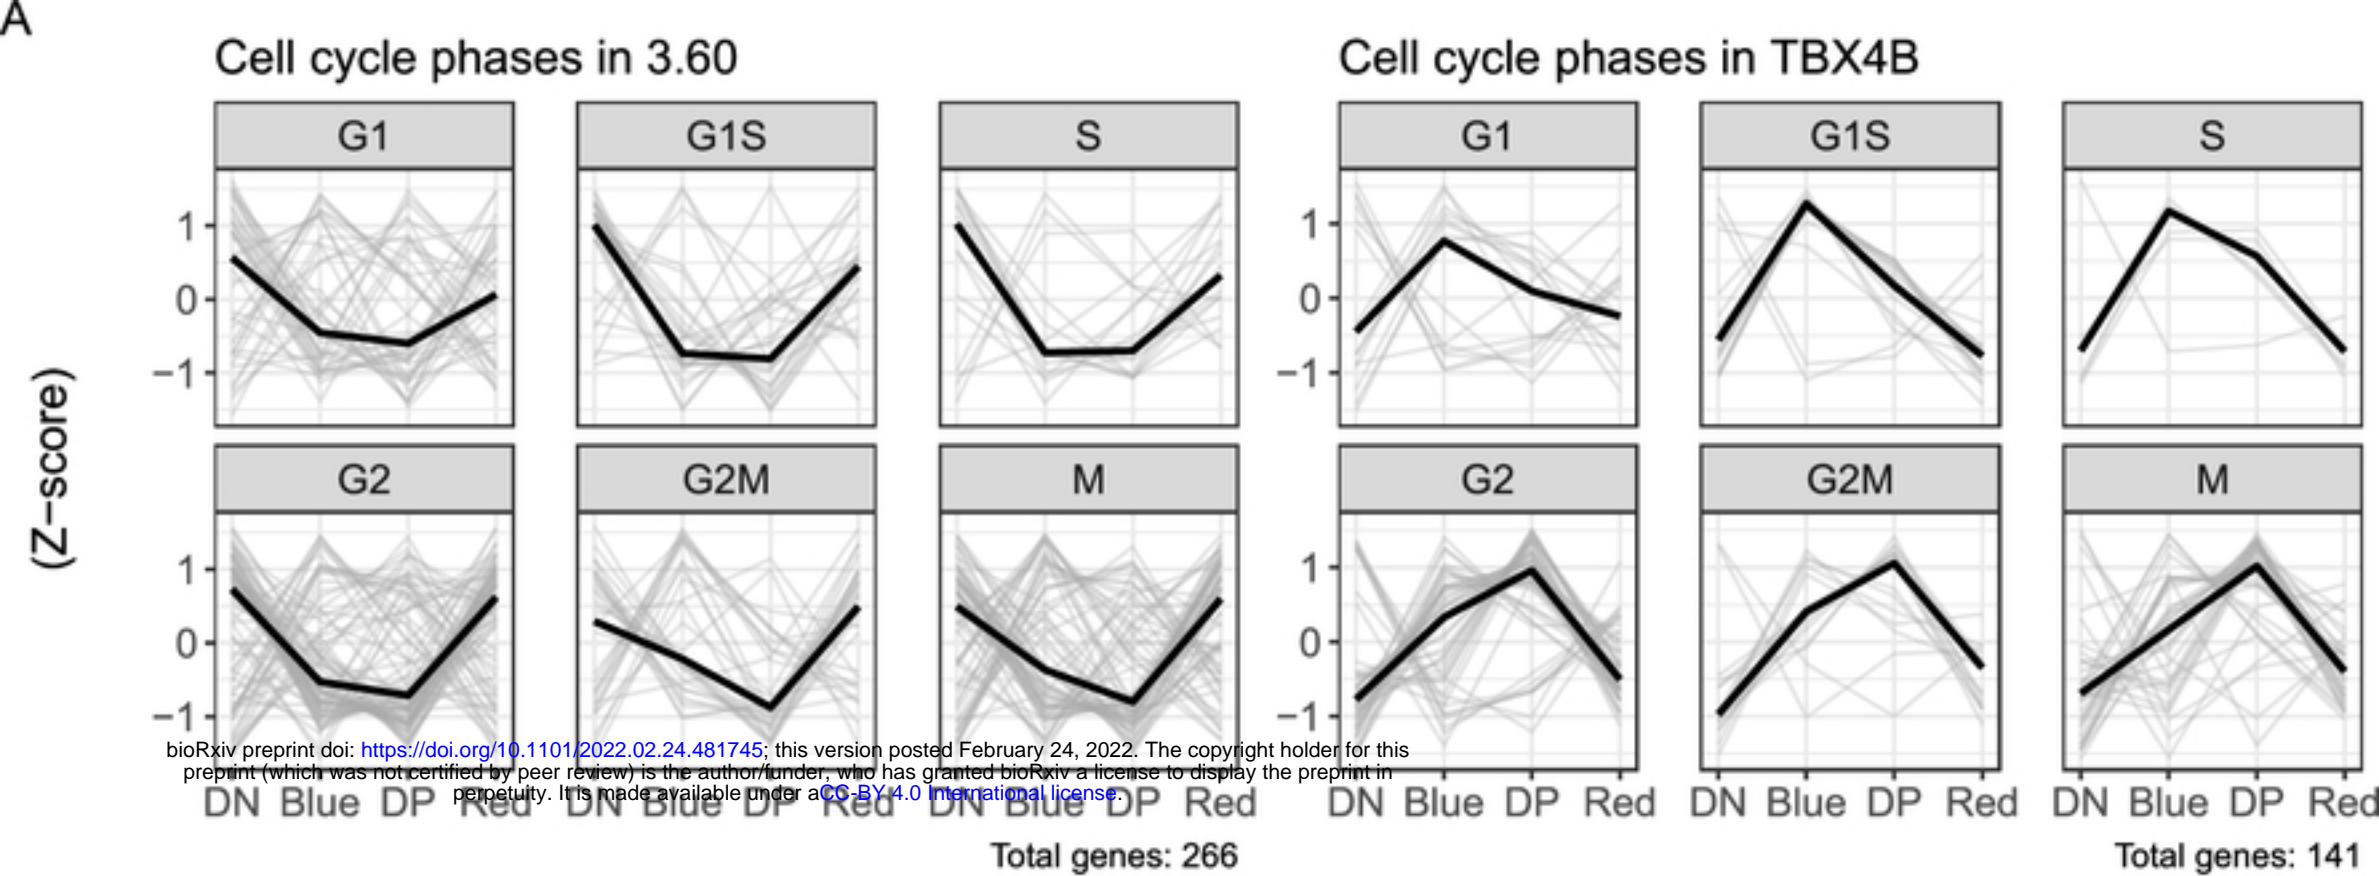 A
Cell cycle phases in 3.60
Cell cycle phases in TBX4B
G1 G1S S G1 G1S S
1 1
0 0
−1 −1
(Z−score)
G2 G2M M G2 G2M M
1 1
0 0
−1 −1
bioRxiv preprint doi: https://doi.org/10.1101/2022.02.24.481745; this version posted February 24, 2022. The copyright holder for this
preprint (which was not certified by peer review) is the author/funder, who has granted bioRxiv a license to display the preprint in
perpetuity. It is made available under aCC-BY 4.0 International license.
DN Blue DP Red DN Blue DP Red DN Blue DP Red DN Blue DP Red DN Blue DP Red DN Blue DP Red
Total genes: 266
Total genes: 141